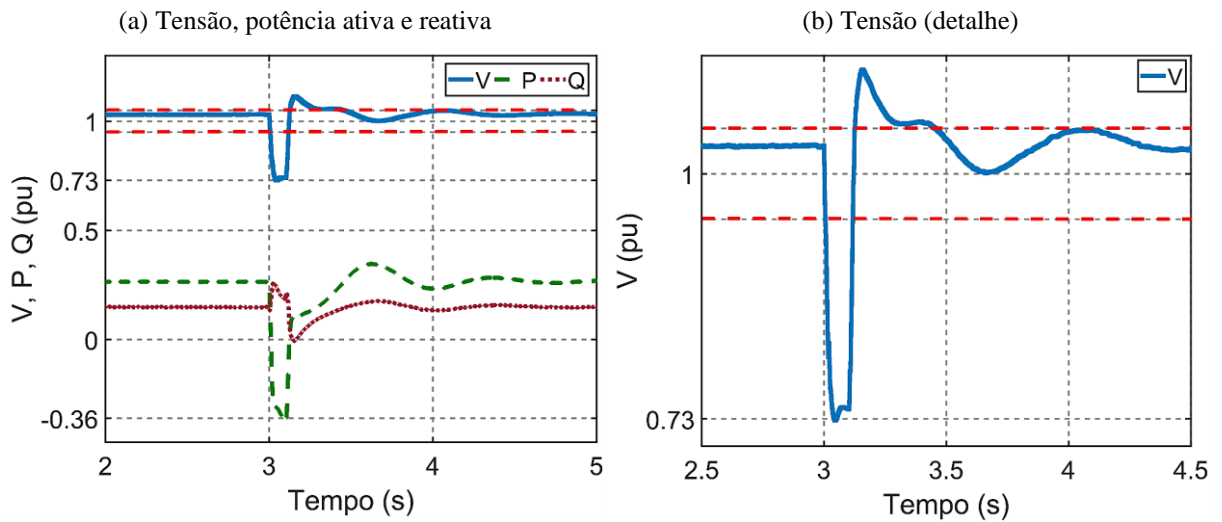 (a) Tensão, potência ativa e reativa
(b) Tensão (detalhe)
V P Q
1
0.73
0.5
0
-0.36
V, P, Q (pu)
2 3 4 5
Tempo (s)
V
1
0.73
V (pu)
2.5 3 3.5 4 4.5
Tempo (s)